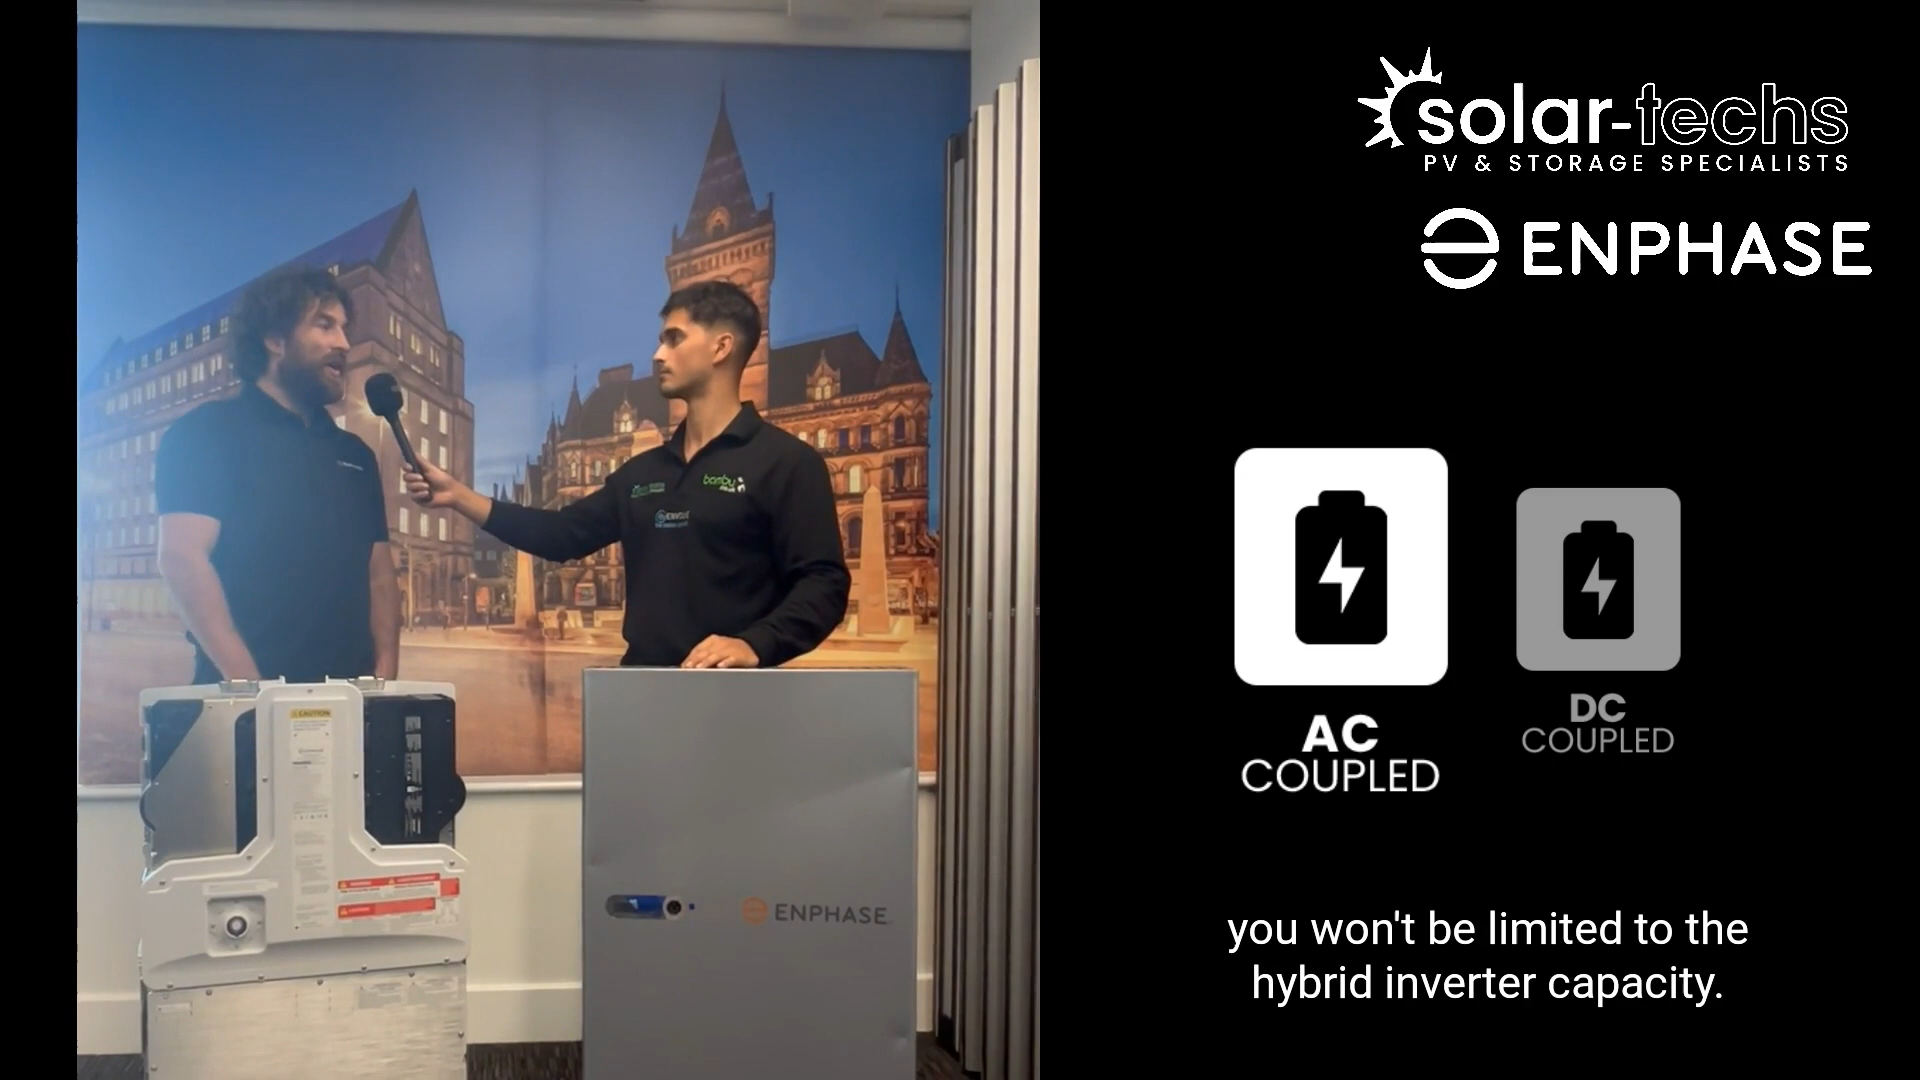 solar-techs
PV & STORAGE SPECIALISTS
ENPHASE
AC
COUPLED
DC
COUPLED
you won't be limited to the
hybrid inverter capacity.
CAUTION
ENPHASE